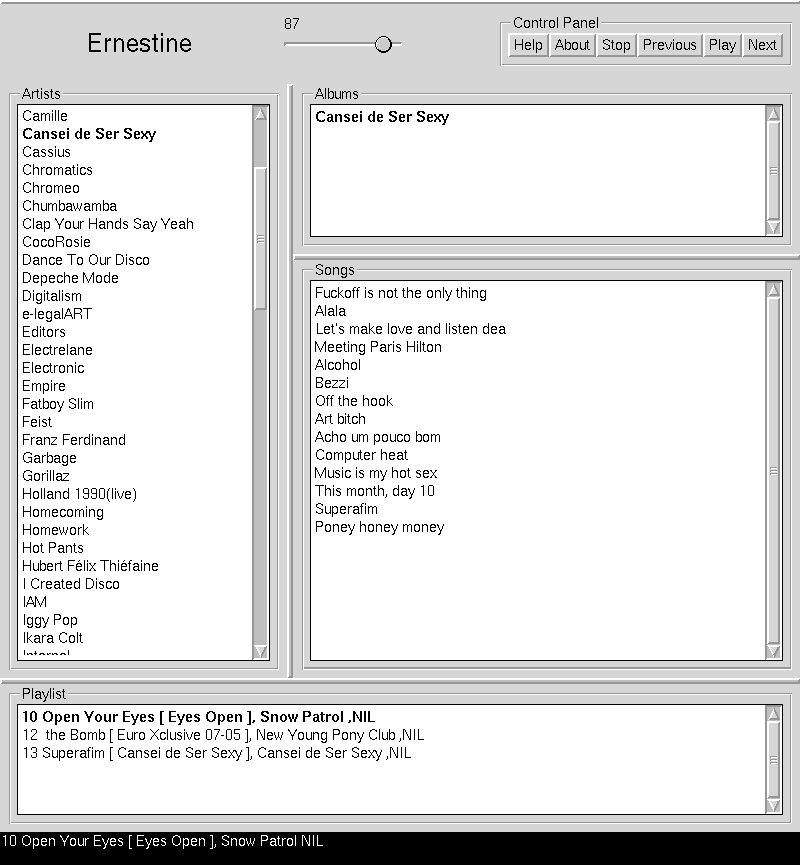 Ernestine
87
Control Panel
Help About Stop Previous Play Next
Artists
Camille
Cansei de Ser Sexy
Cassius
Chromatics
Chromeo
Chumbawamba
Clap Your Hands Say Yeah
CocoRosie
Dance To Our Disco
Depeche Mode
Digitalism
e-legalART
Editors
Electrelane
Electronic
Empire
Fatboy Slim
Feist
Franz Ferdinand
Garbage
Gorillaz
Holland 1990(live)
Homecoming
Homework
Hot Pants
Hubert Félix Thiéfaine
I Created Disco
IAM
Iggy Pop
Ikara Colt
Albums
Cansei de Ser Sexy
Songs
Fuckoff is not the only thing
Alala
Let's make love and listen dea
Meeting Paris Hilton
Alcohol
Bezzi
Off the hook
Art bitch
Acho um pouco bom
Computer heat
Music is my hot sex
This month, day 10
Superafim
Poney honey money
Playlist
10 Open Your Eyes [ Eyes Open ], Snow Patrol ,NIL
12  the Bomb [ Euro Xclusive 07-05 ], New Young Pony Club ,NIL
13 Superafim [ Cansei de Ser Sexy ], Cansei de Ser Sexy ,NIL
10 Open Your Eyes [ Eyes Open ], Snow Patrol NIL